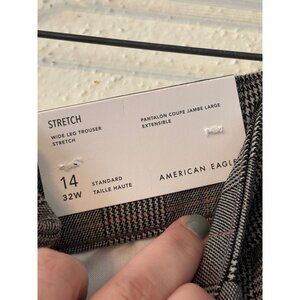 STRETCH
WIDE LEG TROUSER
STRETCH
PANTALON COUPE JAMBE LARGE
EXTENSIBLE
14
32W
STANDARD
TAILLE HAUTE
AMERICAN EAGLE